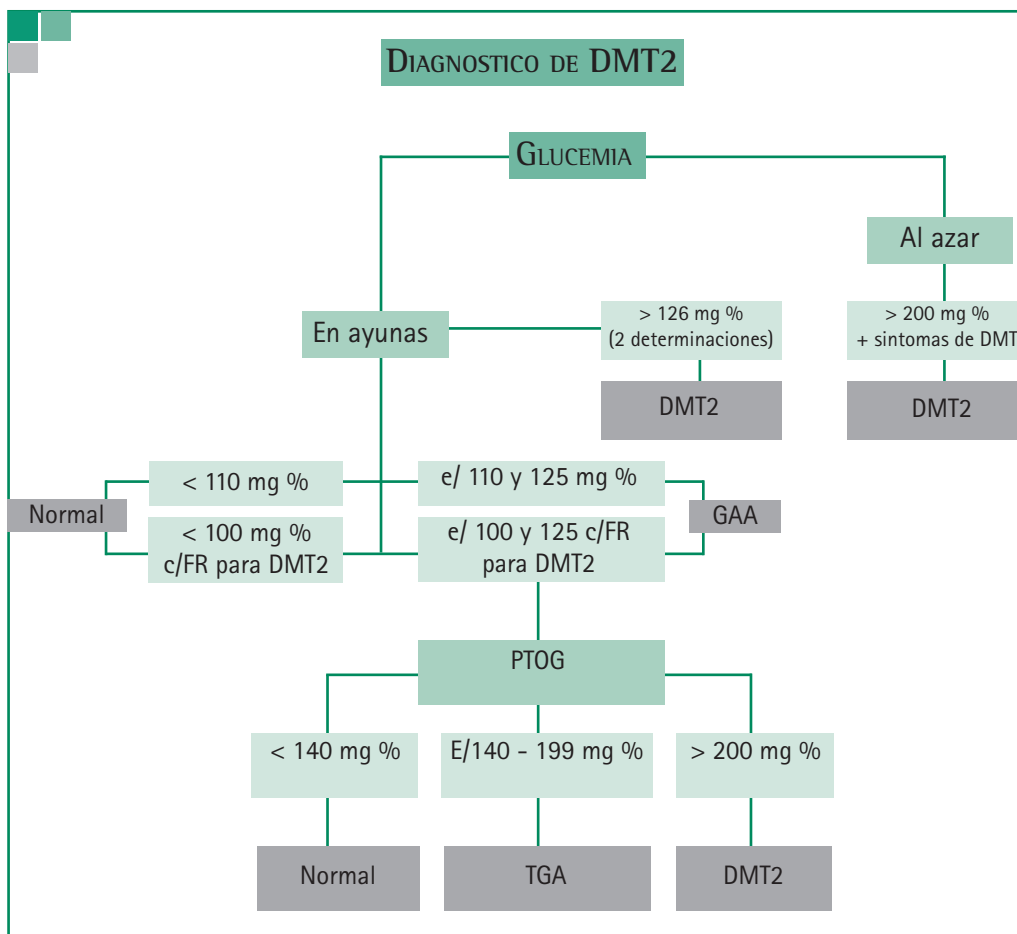 DIAGNOSTICO DE DMT2
GLUCEMIA
Al azar
En ayunas
> 126 mg %
(2 determinaciones)
> 200 mg %
+ sintomas de DMT
DMT2
DMT2
< 110 mg %
e/ 110 y 125 mg %
Normal
GAA
< 100 mg %
c/FR para DMT2
e/ 100 y 125 c/FR
para DMT2
PTOG
< 140 mg %
E/140 - 199 mg %
> 200 mg %
Normal
TGA
DMT2